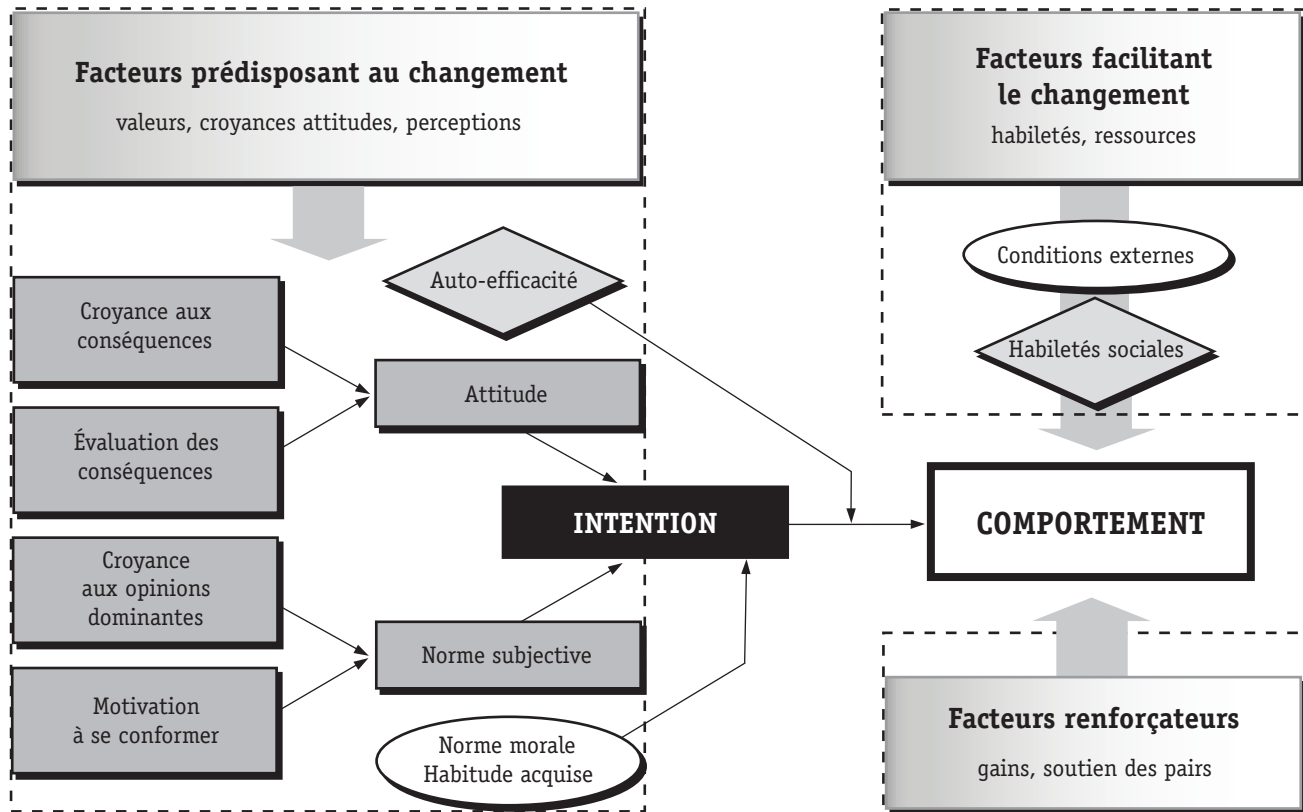 Facteurs prédisposant au changement
valeurs, croyances attitudes, perceptions
Facteurs facilitant
le changement
habiletés, ressources
Auto-efficacité
Conditions externes
Croyance aux
conséquences
Habiletés sociales
Attitude
Évaluation des
conséquences
INTENTION
COMPORTEMENT
Croyance
aux opinions
dominantes
Norme subjective
Motivation
à se conformer
Norme morale
Habitude acquise
Facteurs renforçateurs
gains, soutien des pairs